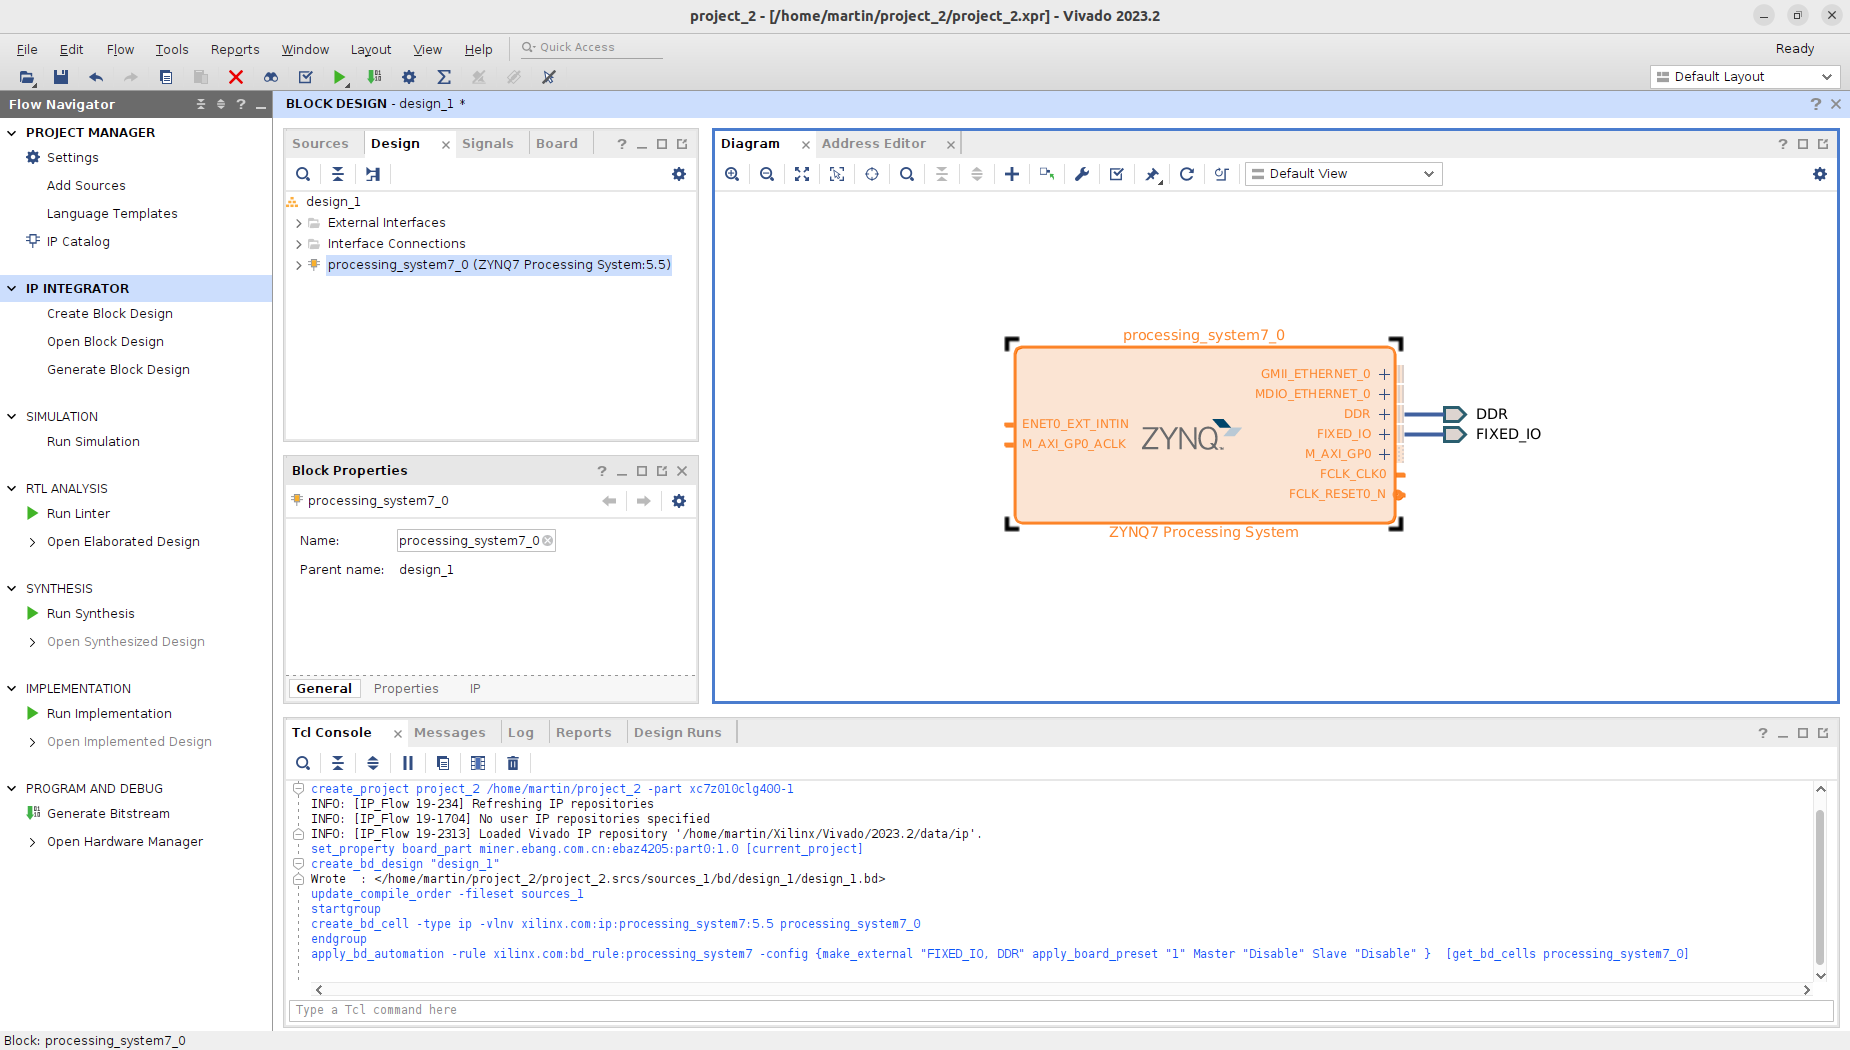 project_2 - [/home/martin/project_2/project_2.xpr] - Vivado 2023.2
File Edit Flow Tools Reports Window Layout View Help Quick Access Ready
Default Layout
Flow Navigator
PROJECT MANAGER
Settings
Add Sources
Language Templates
IP Catalog
IP INTEGRATOR
Create Block Design
Open Block Design
Generate Block Design
SIMULATION
Run Simulation
RTL ANALYSIS
Run Linter
Open Elaborated Design
SYNTHESIS
Run Synthesis
Open Synthesized Design
IMPLEMENTATION
Run Implementation
Open Implemented Design
PROGRAM AND DEBUG
Generate Bitstream
Open Hardware Manager
BLOCK DESIGN - design_1 *
Sources Design Signals Board
design_1
External Interfaces
Interface Connections
processing_system7_0 (ZYNQ7 Processing System:5.5)
Block Properties
processing_system7_0
Name: processing_system7_0
Parent name: design_1
General Properties IP
Diagram Address Editor
Default View
processing_system7_0
GMII_ETHERNET_0
MDIO_ETHERNET_0
DDR
FIXED_IO
M_AXI_GP0
FCLK_CLK0
FCLK_RESET0_N
ENET0_EXT_INTIN
M_AXI_GP0_ACLK
ZYNQ
DDR
FIXED_IO
ZYNQ7 Processing System
Tcl Console Messages Log Reports Design Runs
create_project project_2 /home/martin/project_2 -part xc7z010clg400-1
INFO: [IP_Flow 19-234] Refreshing IP repositories
INFO: [IP_Flow 19-1704] No user IP repositories specified
INFO: [IP_Flow 19-2313] Loaded Vivado IP repository '/home/martin/Xilinx/Vivado/2023.2/data/ip'.
set_property board_part miner.ebang.com.cn:ebaz4205:part0:1.0 [current_project]
create_bd_design "design_1"
Wrote  : </home/martin/project_2/project_2.srcs/sources_1/bd/design_1/design_1.bd>
update_compile_order -fileset sources_1
startgroup
create_bd_cell -type ip -vlnv xilinx.com:ip:processing_system7:5.5 processing_system7_0
endgroup
apply_bd_automation -rule xilinx.com:bd_rule:processing_system7 -config {make_external "FIXED_IO, DDR" apply_board_preset "1" Master "Disable" Slave "Disable" }  [get_bd_cells processing_system7_0]
Type a Tcl command here
Block: processing_system7_0